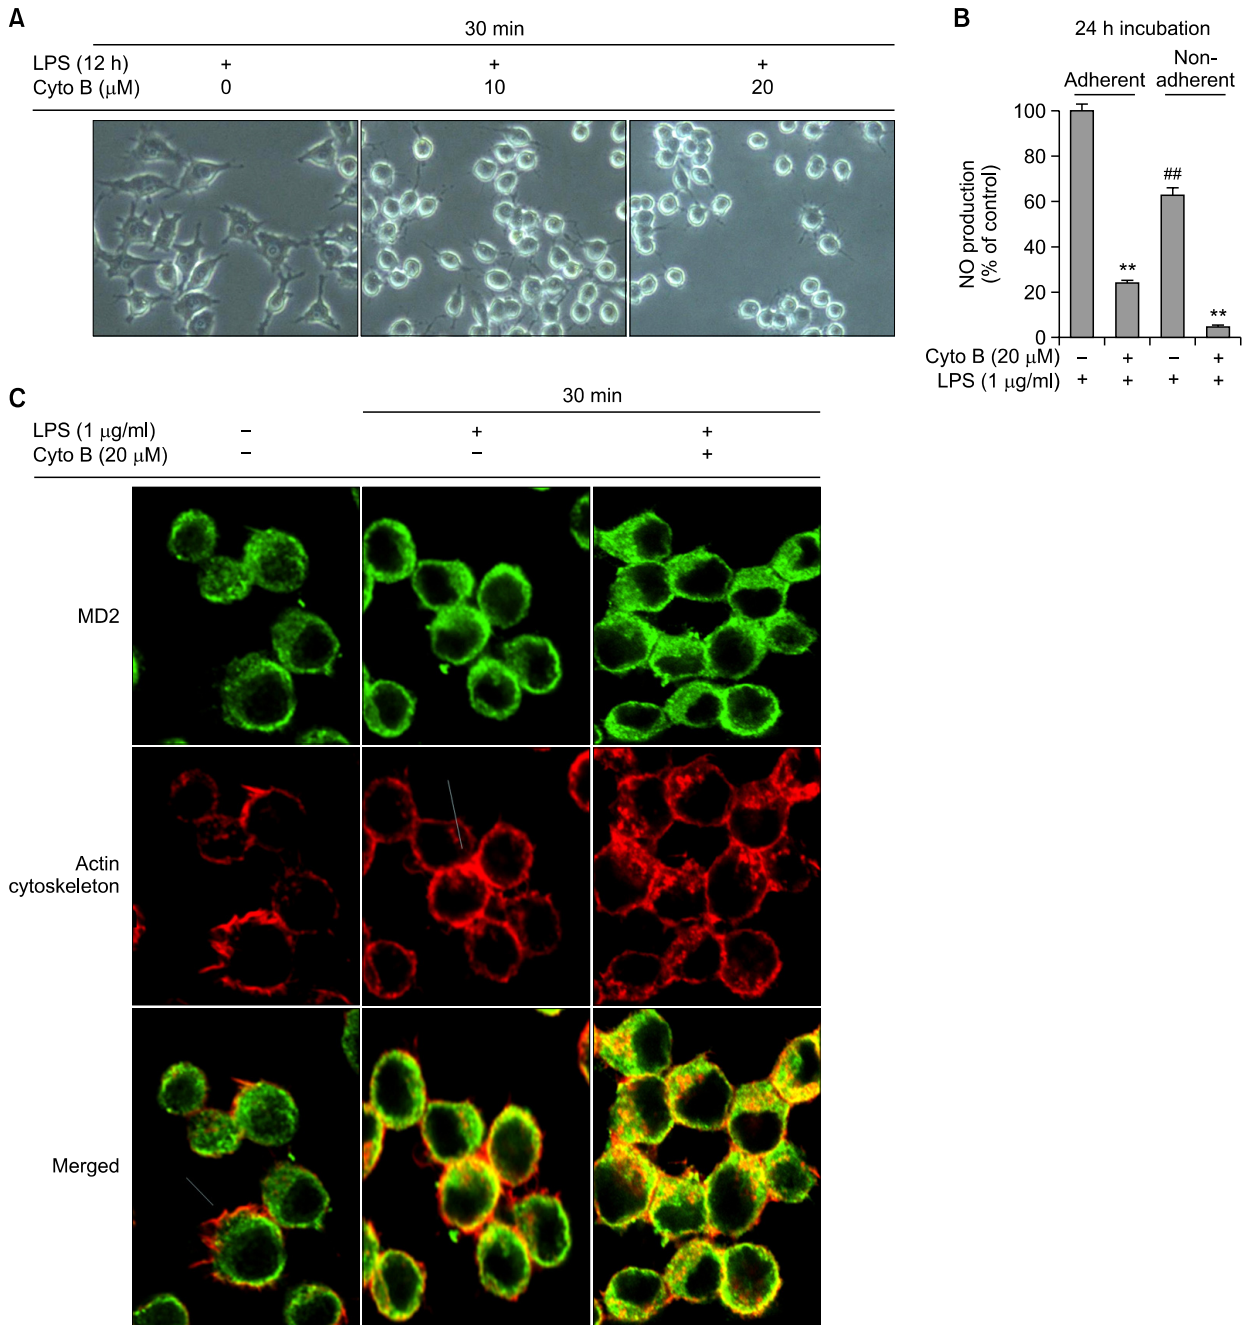 A
30 min
LPS (12 h) + + +
Cyto B (μM) 0 10 20
B
24 h incubation
Adherent
Non-
adherent
NO production
(% of control)
100
80
60
40
20
0
**
##
**
Cyto B (20 μM) – + – +
LPS (1 μg/ml) + + + +
C
30 min
LPS (1 μg/ml) – + +
Cyto B (20 μM) – – +
MD2
Actin
cytoskeleton
Merged